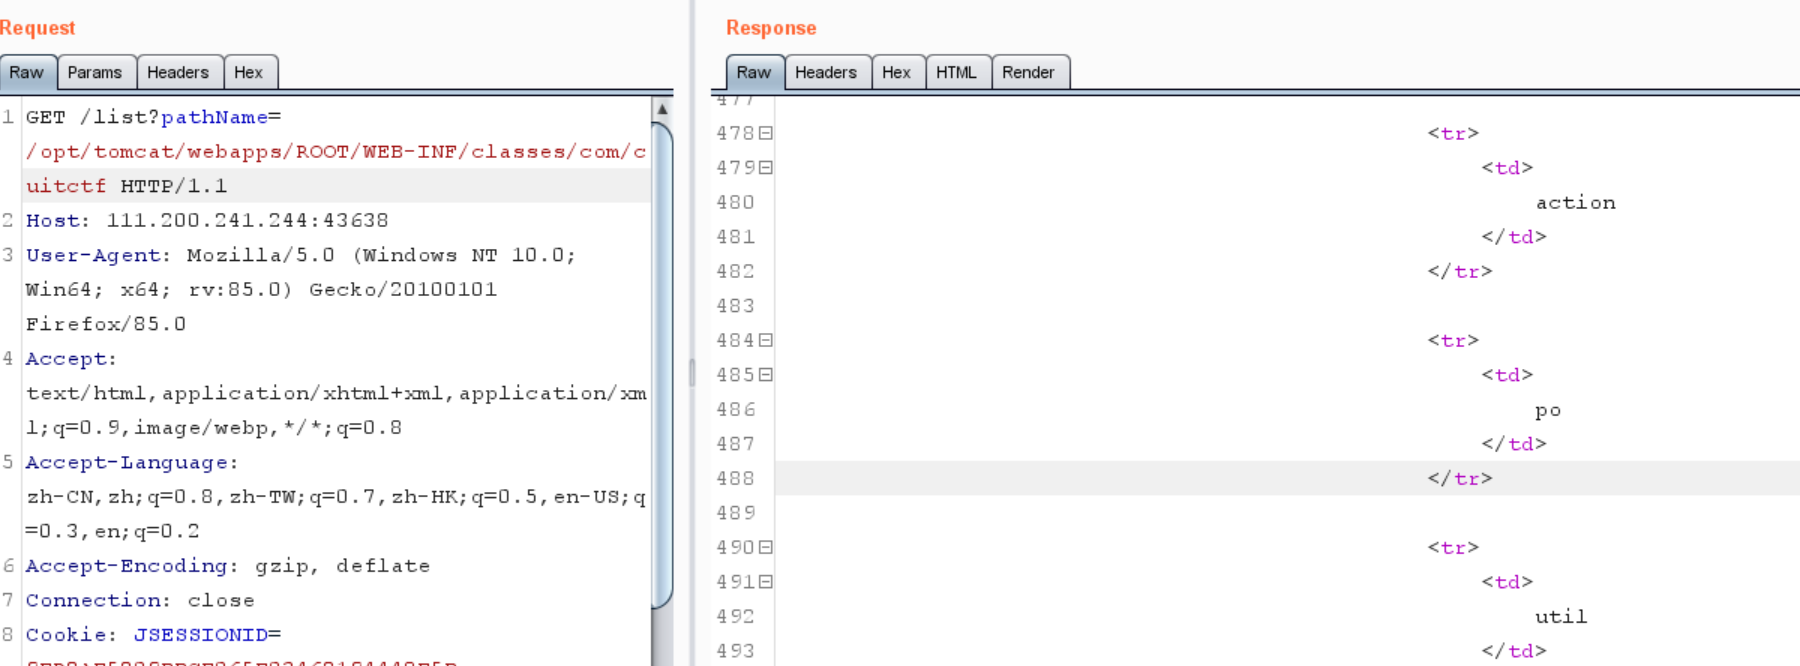 Request
Raw Params Headers Hex
1 GET /list?pathName=
/opt/tomcat/webapps/ROOT/WEB-INF/classes/com/c
uitctf HTTP/1.1
2 Host: 111.200.241.244:43638
3 User-Agent: Mozilla/5.0 (Windows NT 10.0;
Win64; x64; rv:85.0) Gecko/20100101
Firefox/85.0
4 Accept:
text/html,application/xhtml+xml,application/xm
l;q=0.9,image/webp,*/*;q=0.8
5 Accept-Language:
zh-CN,zh;q=0.8,zh-TW;q=0.7,zh-HK;q=0.5,en-US;q
=0.3,en;q=0.2
6 Accept-Encoding: gzip, deflate
7 Connection: close
8 Cookie: JSESSIONID=
Response
Raw Headers Hex HTML Render
477
478 <tr>
479 <td>
480 action
481 </td>
482 </tr>
483
484 <tr>
485 <td>
486 po
487 </td>
488 </tr>
489
490 <tr>
491 <td>
492 util
493 </td>